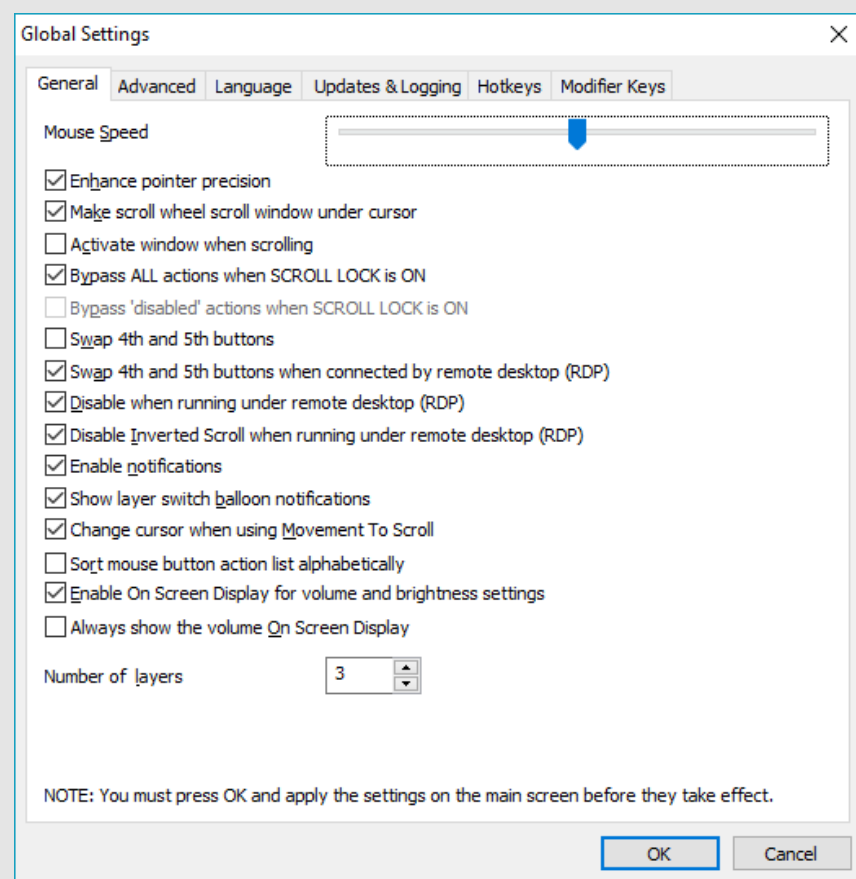 Global Settings
General Advanced Language Updates & Logging Hotkeys Modifier Keys
Mouse Speed
Enhance pointer precision
Make scroll wheel scroll window under cursor
Activate window when scrolling
Bypass ALL actions when SCROLL LOCK is ON
Bypass 'disabled' actions when SCROLL LOCK is ON
Swap 4th and 5th buttons
Swap 4th and 5th buttons when connected by remote desktop (RDP)
Disable when running under remote desktop (RDP)
Disable Inverted Scroll when running under remote desktop (RDP)
Enable notifications
Show layer switch balloon notifications
Change cursor when using Movement To Scroll
Sort mouse button action list alphabetically
Enable On Screen Display for volume and brightness settings
Always show the volume On Screen Display
Number of layers 3
NOTE: You must press OK and apply the settings on the main screen before they take effect.
OK Cancel